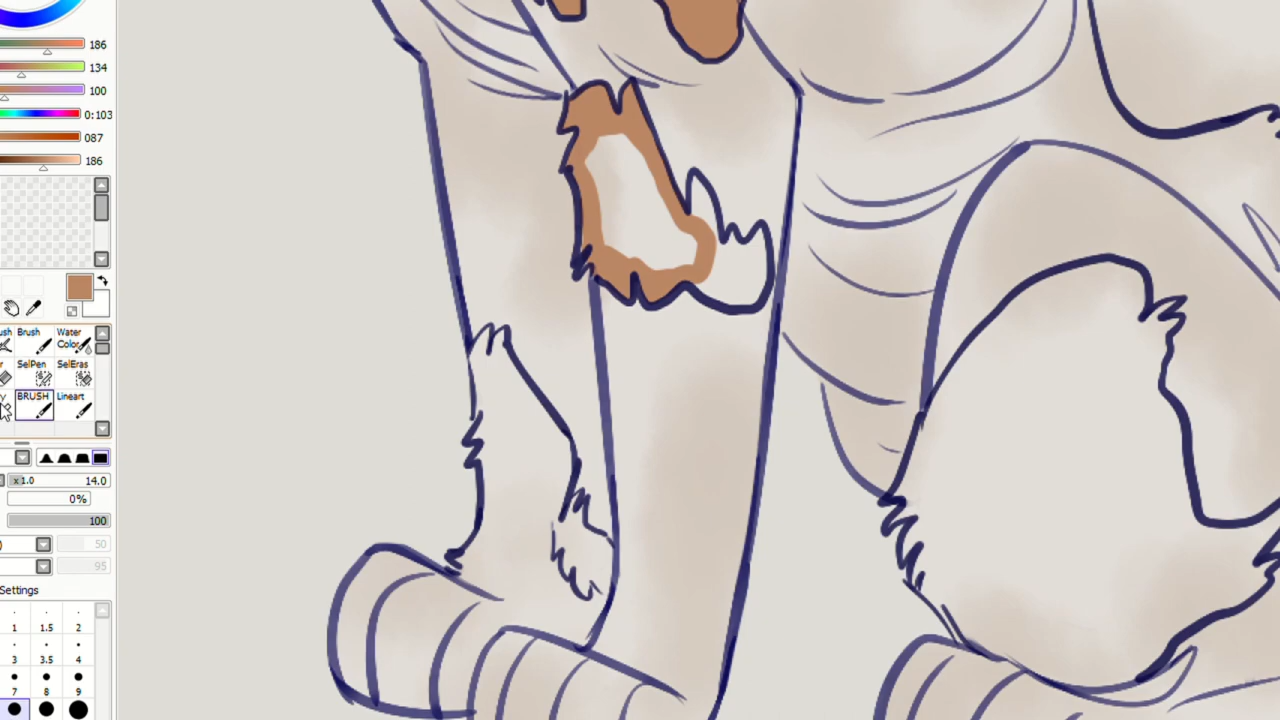 186
134
100
0:103
087
186
Brush Water
Color
SelPen SelEras
BRUSH Lineart
x1.0 14.0
0%
100
50
95
Settings
1 1.5 2
3 3.5 4
7 8 9